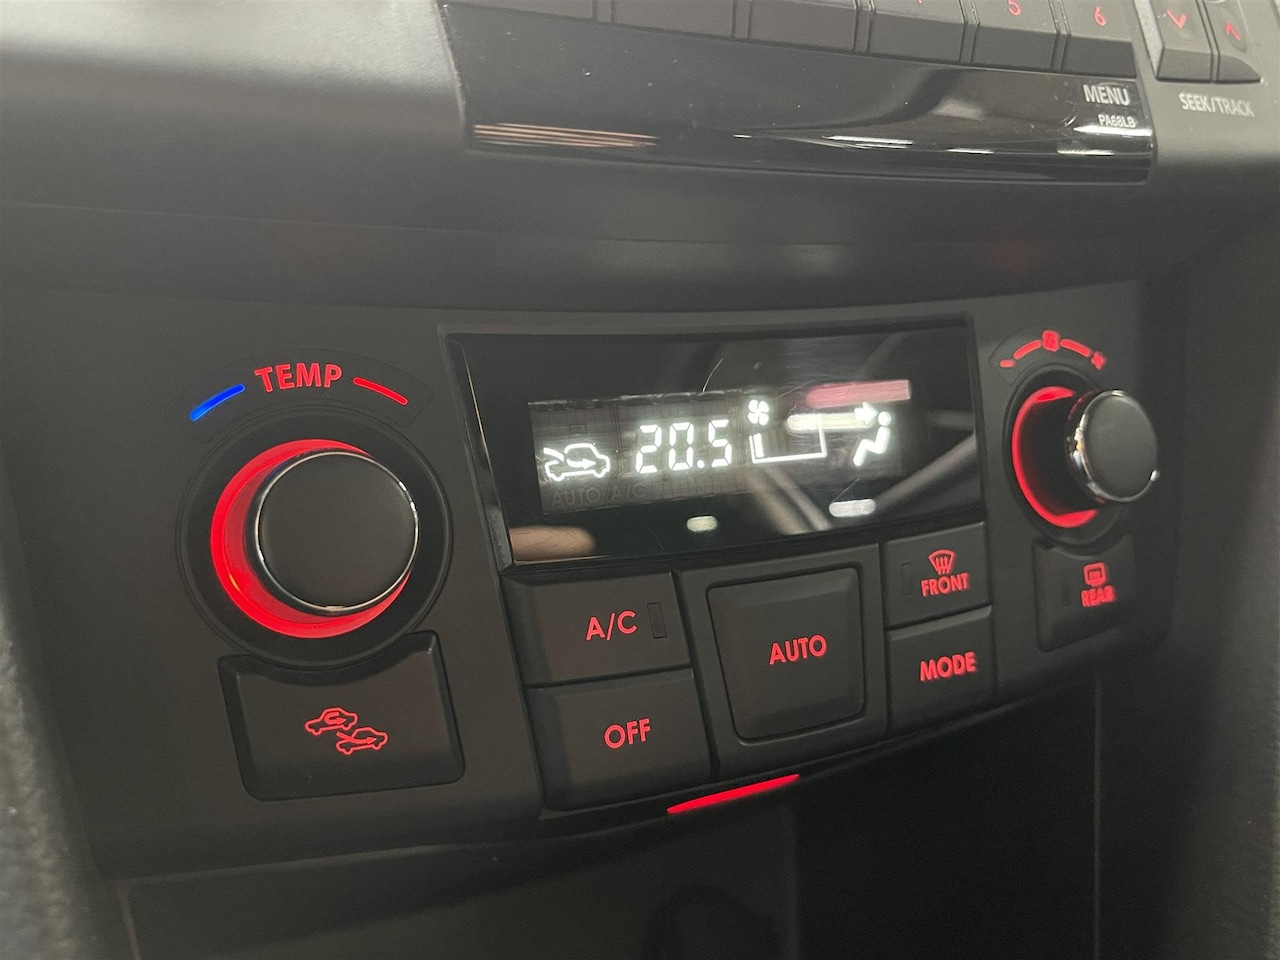 5
6
MENU
SEEK/TRACK
PA68LB
TEMP
20.5
AUTO A/C
A/C
AUTO
FRONT
REAR
OFF
MODE